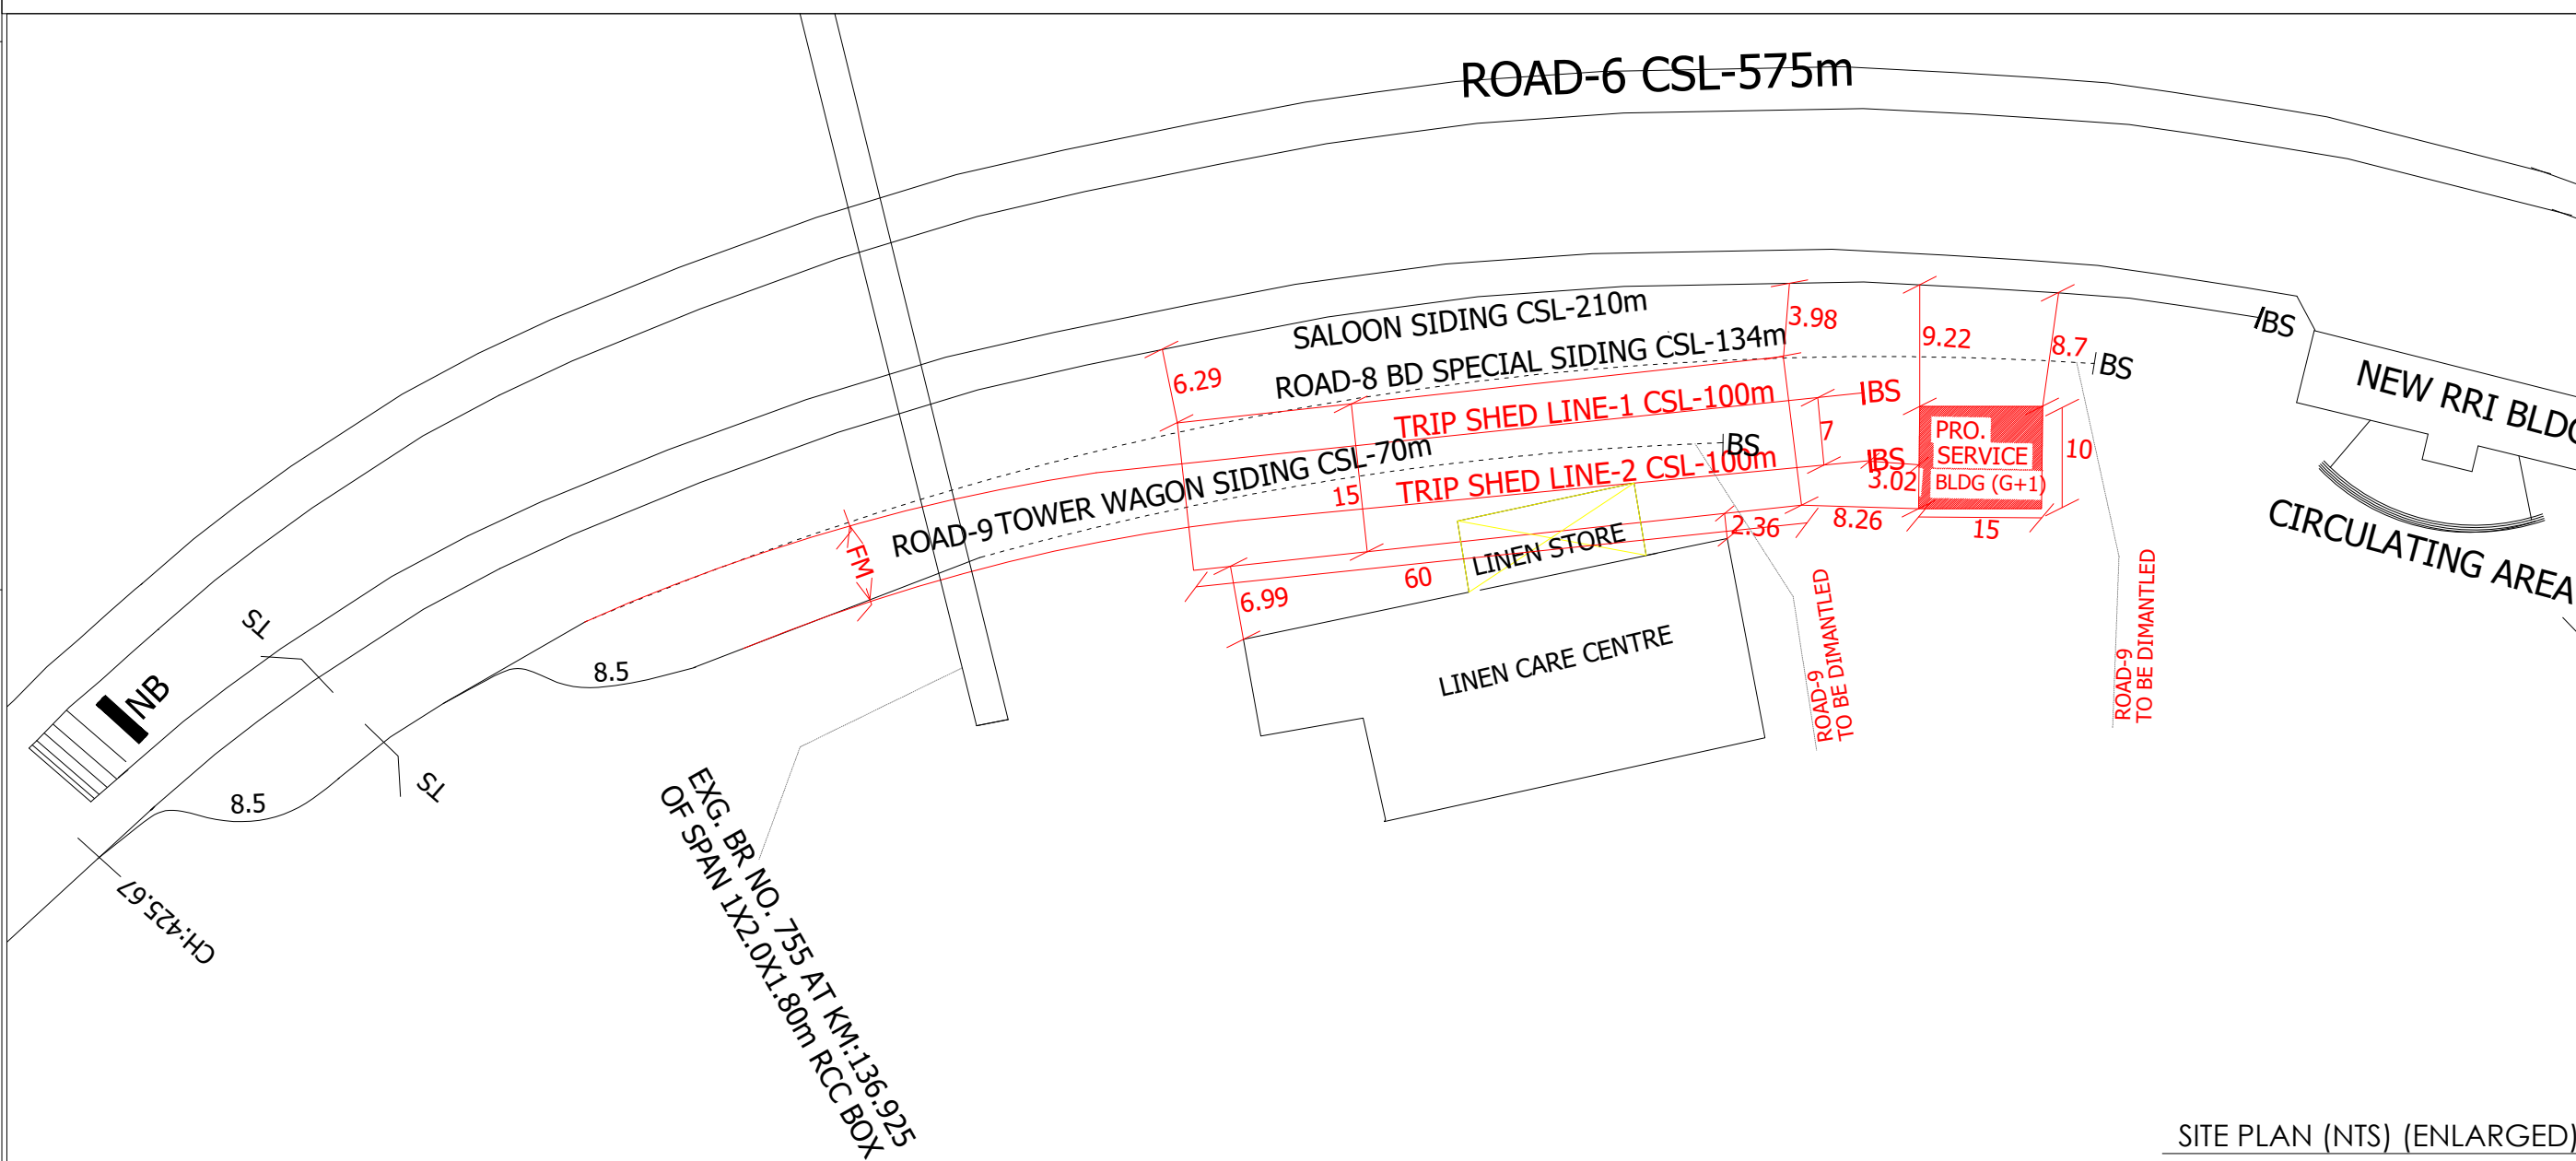 ROAD-6 CSL-575m
SALOON SIDING CSL-210m
ROAD-8 BD SPECIAL SIDING CSL-134m
TRIP SHED LINE-1 CSL-100m
ROAD-9 TOWER WAGON SIDING CSL-70m
TRIP SHED LINE-2 CSL-100m
6.29
3.98
9.22
8.7
BS
BS
BS
BS
BS
7
10
15
3.02
PRO.
SERVICE
BLDG (G+1)
2.36
8.26
15
60
6.99
FM
LINEN STORE
LINEN CARE CENTRE
NEW RRI BLDG
CIRCULATING AREA
ROAD-9
TO BE DIMANTLED
ROAD-9
TO BE DIMANTLED
TS
NB
8.5
TS
8.5
CH:425.67
EXG. BR NO. 755 AT KM:136.925
OF SPAN 1X2.0X1.80m RCC BOX
SITE PLAN (NTS) (ENLARGED)